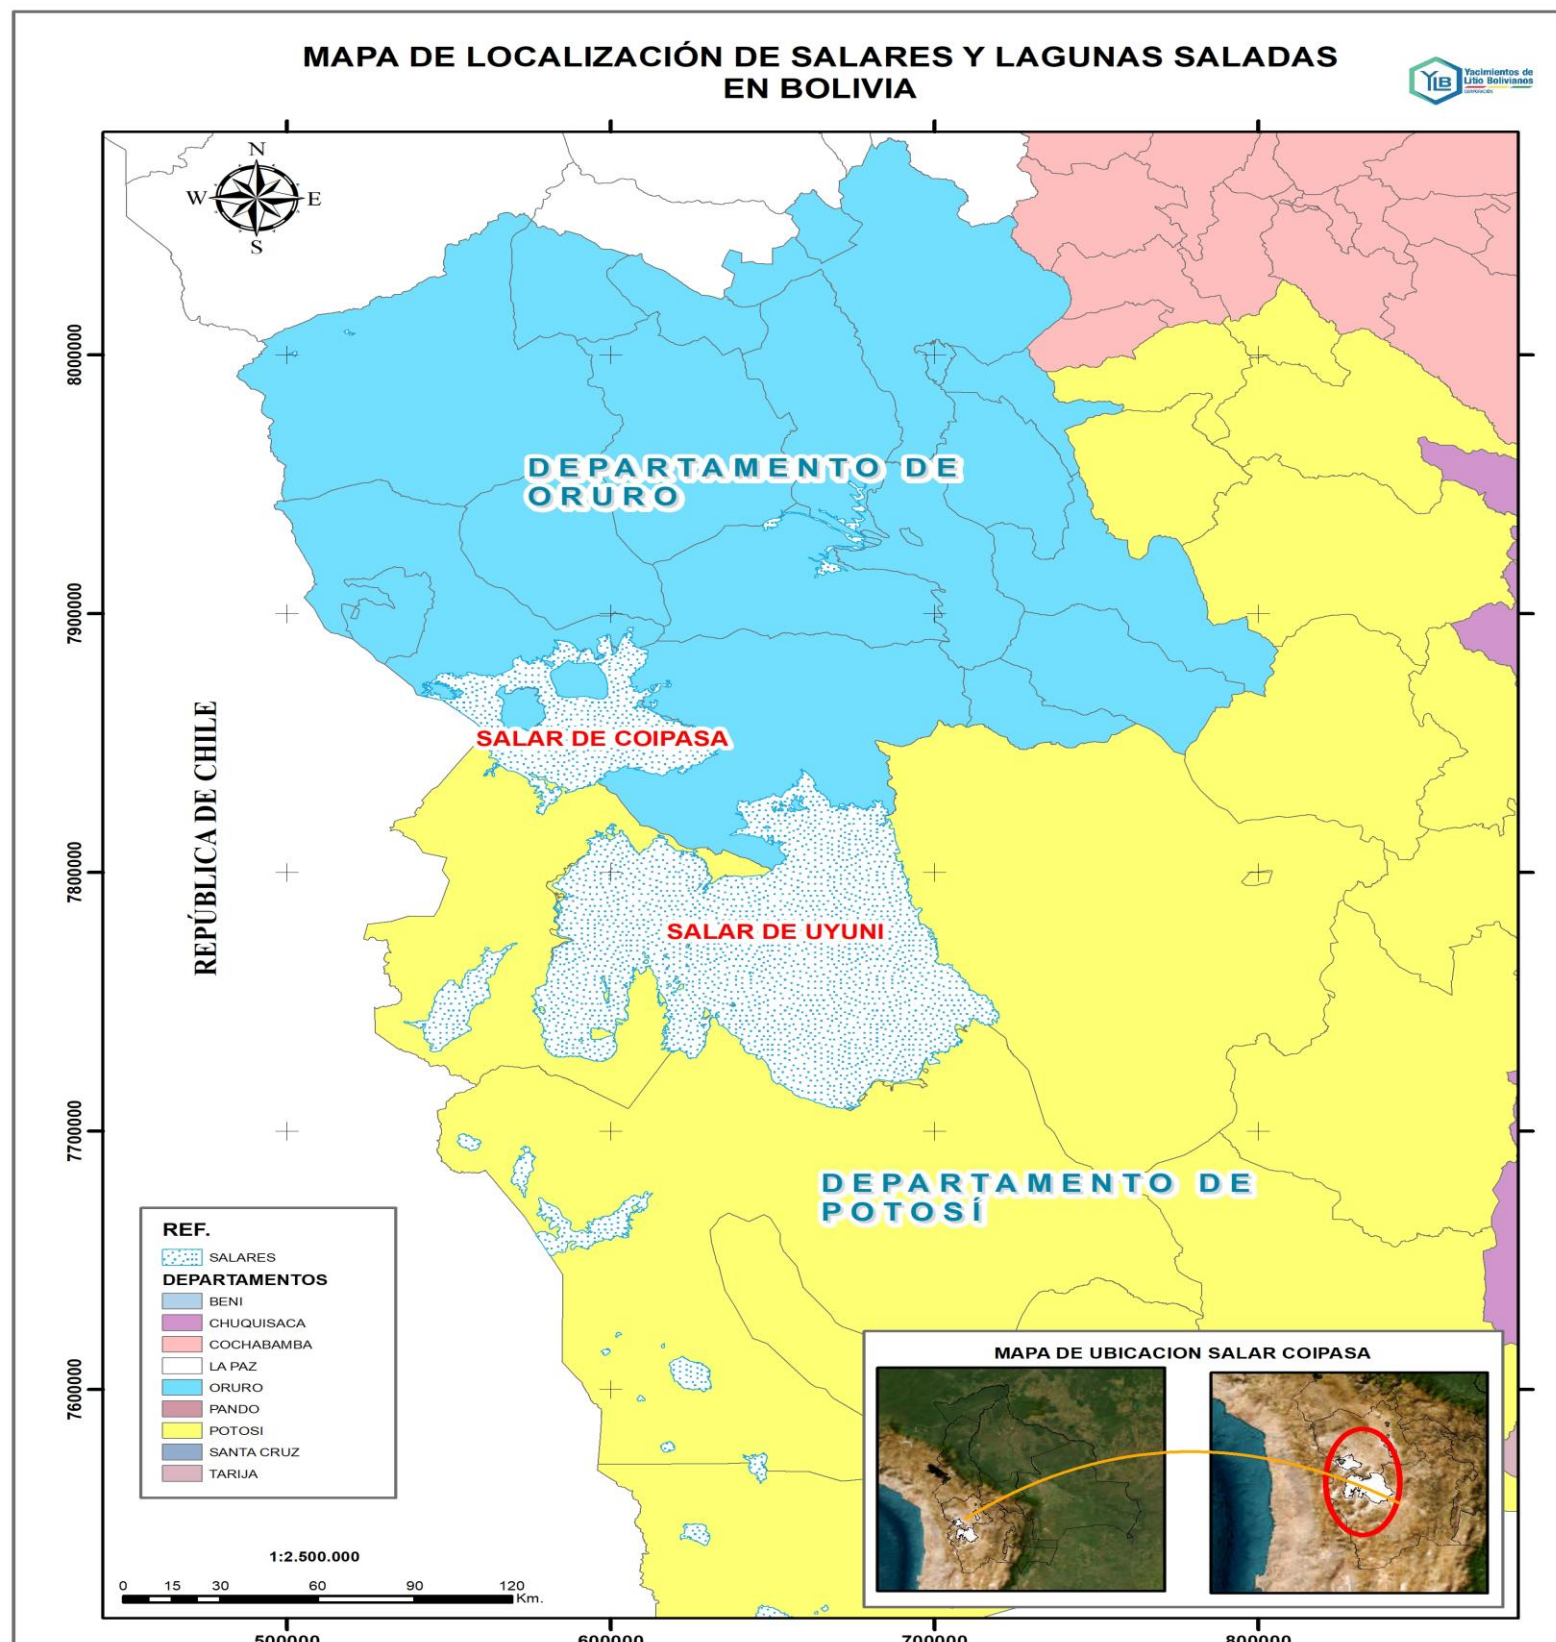 MAPA DE LOCALIZACIÓN DE SALARES Y LAGUNAS SALADAS
EN BOLIVIA
YLB
Yacimientos de
Litio Bolivianos
CORPORACIÓN
N
W
E
S
8000000
7900000
7800000
7700000
7600000
DEPARTAMENTO DE
ORURO
REPÚBLICA DE CHILE
SALAR DE COIPASA
SALAR DE UYUNI
DEPARTAMENTO DE
POTOSÍ
REF.
SALARES
DEPARTAMENTOS
BENI
CHUQUISACA
COCHABAMBA
LA PAZ
ORURO
PANDO
POTOSI
SANTA CRUZ
TARIJA
MAPA DE UBICACION SALAR COIPASA
1:2.500.000
0 15 30 60 90 120
Km.
500000 600000 700000 800000